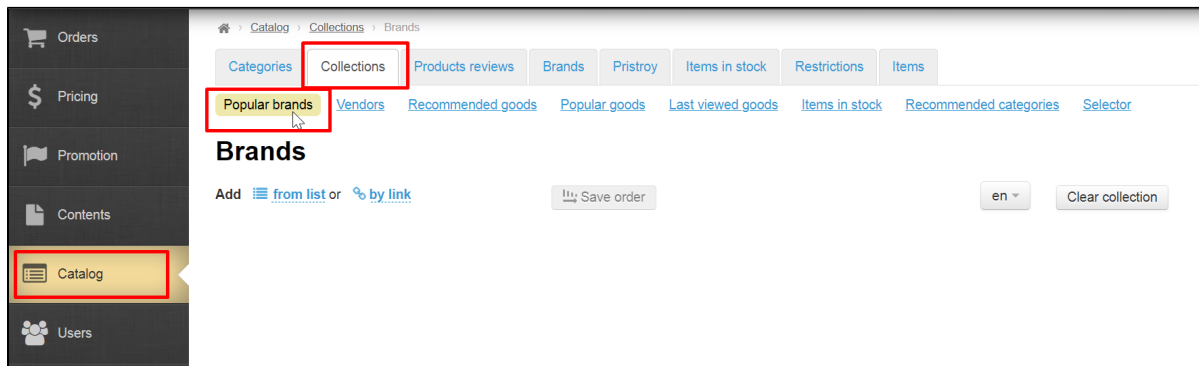 Orders
Pricing
Promotion
Contents
Catalog
Users
Catalog Collections Brands
Categories Collections Products reviews Brands Pristroy Items in stock Restrictions Items
Popular brands Vendors Recommended goods Popular goods Last viewed goods Items in stock Recommended categories Selector
Brands
Add from list or by link Save order en Clear collection